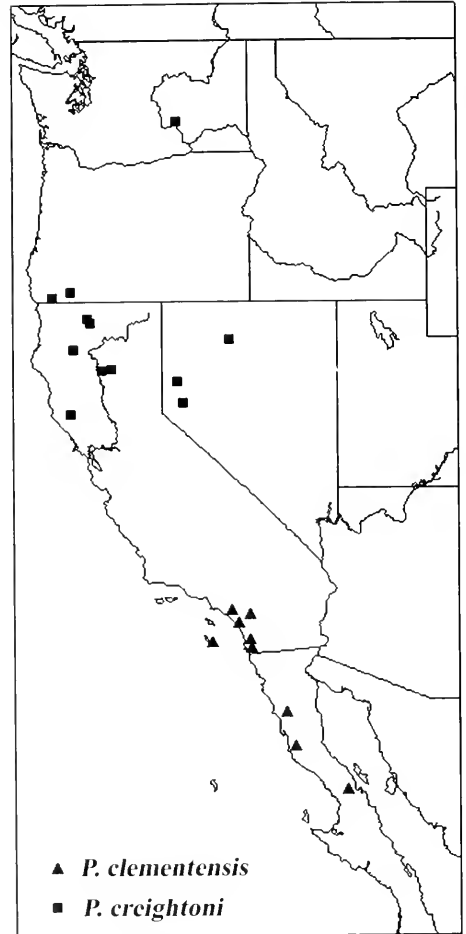 ▲ P. clementensis
■ P. creightoni